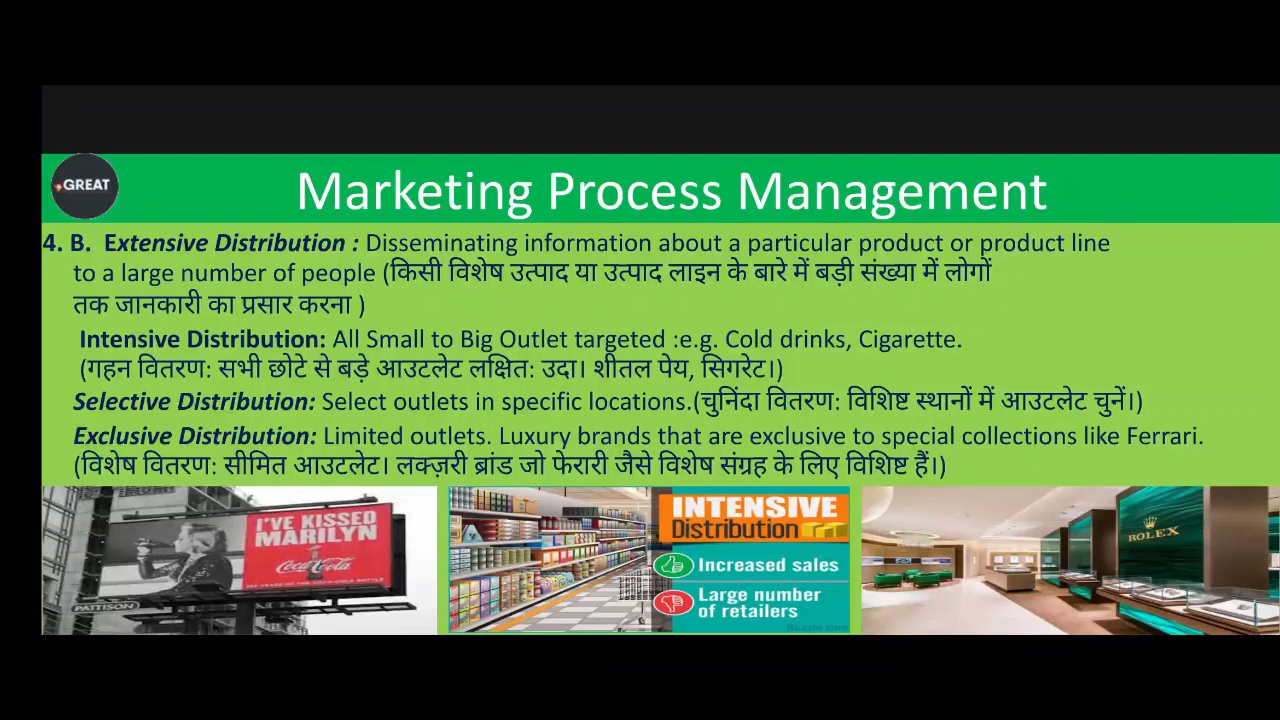 GREAT
Marketing Process Management
4. B. Extensive Distribution : Disseminating information about a particular product or product line
to a large number of people (किसी विशेष उत्पाद या उत्पाद लाइन के बारे में बड़ी संख्या में लोगों
तक जानकारी का प्रसार करना )
Intensive Distribution: All Small to Big Outlet targeted :e.g. Cold drinks, Cigarette.
(गहन वितरण: सभी छोटे से बड़े आउटलेट लक्षित: उदा। शीतल पेय, सिगरेट।)
Selective Distribution: Select outlets in specific locations.(चुनिंदा वितरण: विशिष्ट स्थानों में आउटलेट चुनें।)
Exclusive Distribution: Limited outlets. Luxury brands that are exclusive to special collections like Ferrari.
(विशेष वितरण: सीमित आउटलेट। लक्ज़री ब्रांड जो फेरारी जैसे विशेष संग्रह के लिए विशिष्ट हैं।)
I'VE KISSED
MARILYN
Coca-Cola
PATTISON
INTENSIVE
Distribution
Increased sales
Large number
of retailers
ROLEX